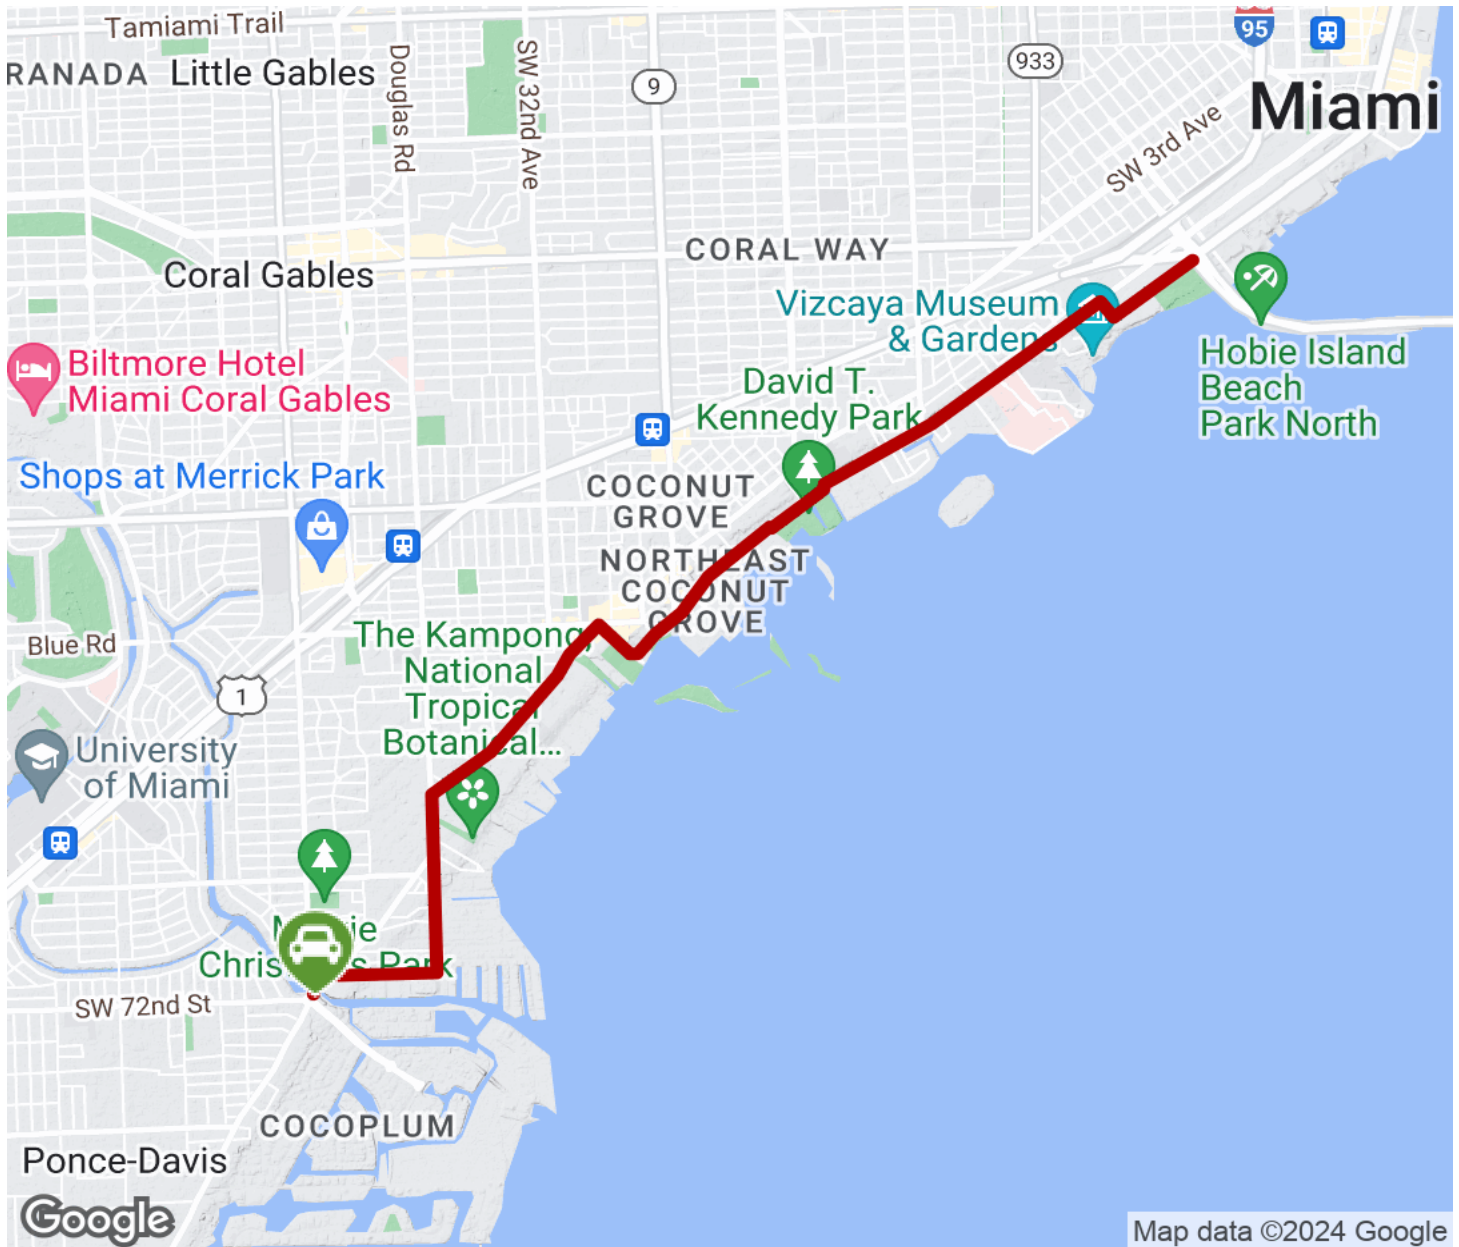 Tamiami Trail
95
RANADA
Little Gables
Douglas Rd
SW 32nd Ave
9
933
Miami
SW 3rd Ave
CORAL WAY
Coral Gables
Vizcaya Museum
& Gardens
Hobie Island
Beach
Park North
Biltmore Hotel
Miami Coral Gables
David T.
Kennedy Park
Shops at Merrick Park
COCONUT
GROVE
NORTHEAST
COCONUT
GROVE
Blue Rd
The Kampong,
National
Tropical
Botanical...
1
University
of Miami
Park
SW 72nd St
COCOPLUM
Ponce-Davis
Google
Map data ©2024 Google